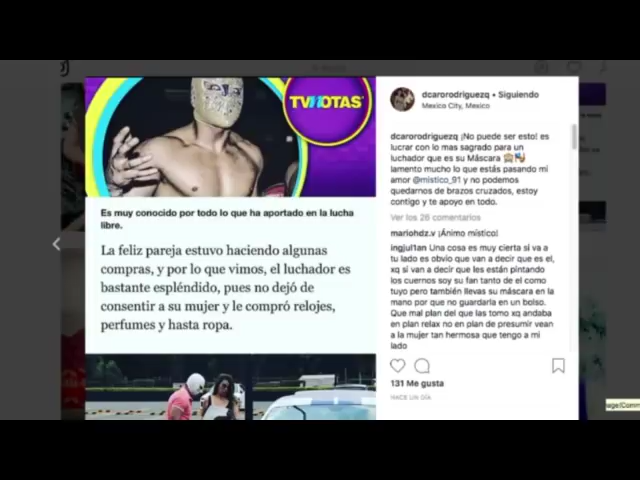 TVNOTAS
Es muy conocido por todo lo que ha aportado en la lucha
libre.
La feliz pareja estuvo haciendo algunas
compras, y por lo que vimos, el luchador es
bastante espléndido, pues no dejó de
consentir a su mujer y le compró relojes,
perfumes y hasta ropa.
dcarorodriguezq • Siguiendo
Mexico City, Mexico
dcarorodriguezq ¡No puede ser esto! es
lucrar con lo mas sagrado para un
luchador que es su Máscara
lamento mucho lo que estás pasando mi
amor @mistico_91 y no podemos
quedarnos de brazos cruzados, estoy
contigo y te apoyo en todo.
Ver los 26 comentarios
mariohdz.v ¡Ánimo místico!
ingjul1an Una cosa es muy cierta si va a
tu lado es obvio que van a decir que es el,
xq si van a decir que les están pintando
los cuernos soy su fan tanto de el como
tuyo pero también llevas su máscara en la
mano por que no guardarla en un bolso.
Que mal plan del que las tomo xq andaba
en plan relax no en plan de presumir vean
a la mujer tan hermosa que tengo a mi
lado
131 Me gusta
HACE UN DÍA
age/Comm